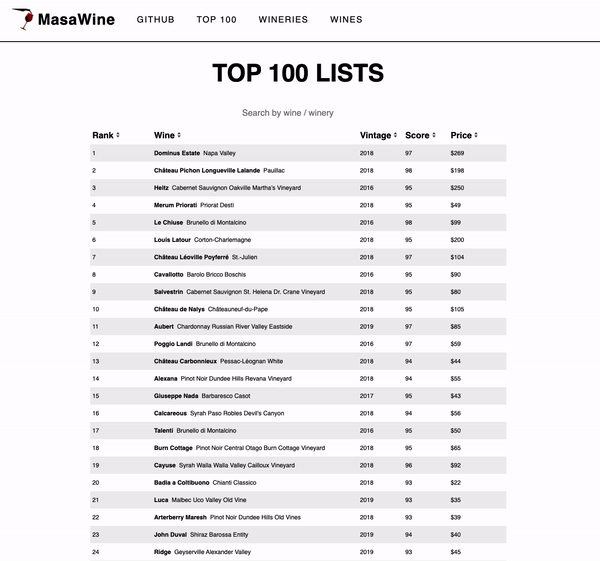 MasaWine GITHUB TOP 100 WINERIES WINES
TOP 100 LISTS
Search by wine / winery
Rank Wine Vintage Score Price
1 Dominus Estate Napa Valley 2018 97 $269
2 Château Pichon Longueville Lalande Pauillac 2018 98 $198
3 Heitz Cabernet Sauvignon Oakville Martha's Vineyard 2016 95 $250
4 Merum Priorati Priorat Destí 2018 95 $49
5 Le Chiuse Brunello di Montalcino 2016 98 $99
6 Louis Latour Corton-Charlemagne 2018 95 $200
7 Château Léoville Poyferré St.-Julien 2018 97 $104
8 Cavallotto Barolo Bricco Boschis 2016 95 $90
9 Salvestrin Cabernet Sauvignon St. Helena Dr. Crane Vineyard 2018 95 $80
10 Château de Nalys Châteauneuf-du-Pape 2018 95 $105
11 Aubert Chardonnay Russian River Valley Eastside 2019 97 $85
12 Poggio Landi Brunello di Montalcino 2016 97 $59
13 Château Carbonnieux Pessac-Léognan White 2018 94 $44
14 Alexana Pinot Noir Dundee Hills Revana Vineyard 2018 94 $55
15 Giuseppe Nada Barbaresco Casot 2017 95 $43
16 Calcareous Syrah Paso Robles Devil's Canyon 2018 94 $56
17 Talenti Brunello di Montalcino 2016 95 $50
18 Burn Cottage Pinot Noir Central Otago Burn Cottage Vineyard 2018 95 $65
19 Cayuse Syrah Walla Walla Valley Cailloux Vineyard 2018 96 $92
20 Badia a Coltibuono Chianti Classico 2018 93 $22
21 Luca Malbec Uco Valley Old Vine 2019 93 $35
22 Arterberry Maresh Pinot Noir Dundee Hills Old Vines 2018 93 $39
23 John Duval Shiraz Barossa Entity 2019 94 $40
24 Ridge Geyserville Alexander Valley 2019 93 $45